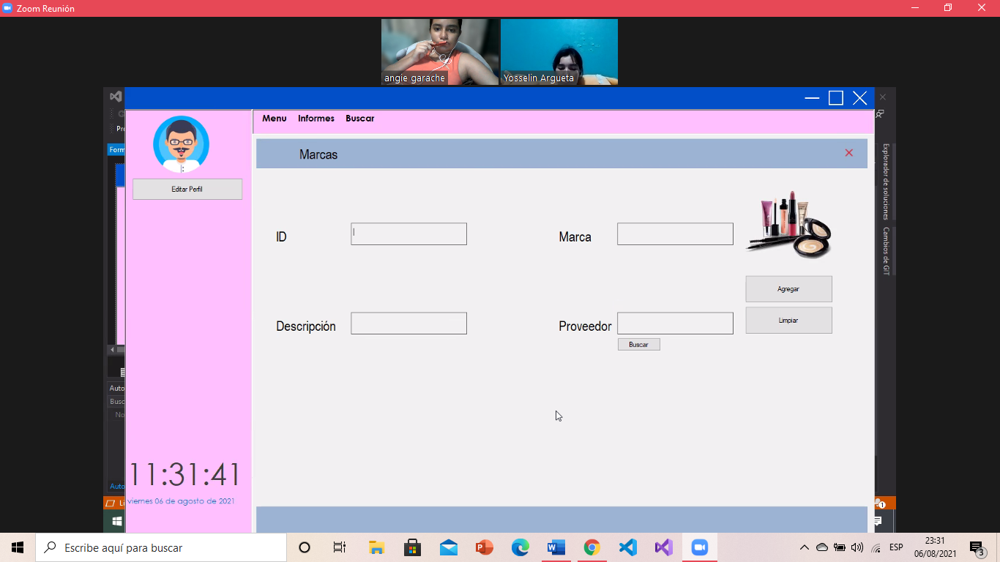 Zoom Reunión
angie garache
Yosselin Argueta
Menu Informes Buscar
Marcas
Editar Perfil
ID
Marca
Agregar
Descripción
Proveedor
Limpiar
Buscar
Explorador de soluciones
Cambios de GIT
11:31:41
viernes 06 de agosto de 2021
1
Escribe aquí para buscar
ESP
23:31
06/08/2021
3